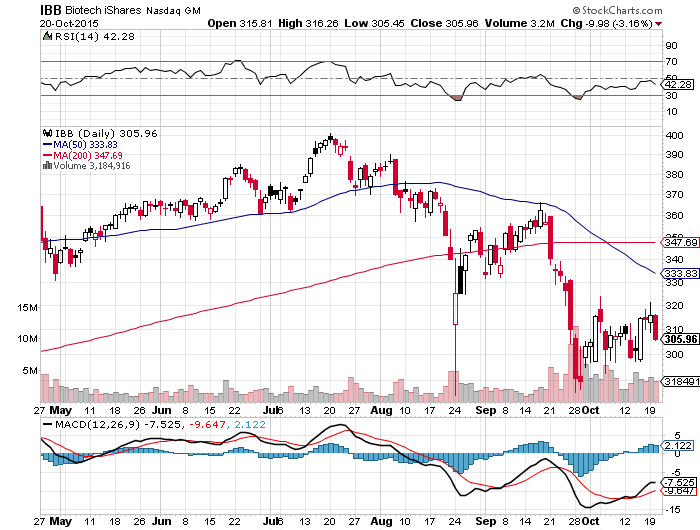 IBB Biotech iShares Nasdaq GM © StockCharts.com
20-Oct-2015 Open 315.81 High 316.26 Low 305.45 Close 305.96 Volume 3.2M Chg -9.98 (-3.16%)
RSI(14) 42.28
90
70
50
42.28
30
10
IBB (Daily) 305.96
MA(50) 333.83
MA(200) 347.69
Volume 3,184,916
400
390
380
370
360
350
347.69
340
333.83
330
320
15M
310
10M
305.96
300
5M
318491
27 May 11 18 26 Jun 8 15 22 Jul 6 13 20 27 Aug 10 17 24 Sep 8 14 21 28 Oct 12 19
MACD(12,26,9) -7.525, -9.647, 2.122
5
2.122
0
-5
-7.525
-9.647
-15
27 May 11 18 26 Jun 8 15 22 Jul 6 13 20 27 Aug 10 17 24 Sep 8 14 21 28 Oct 12 19